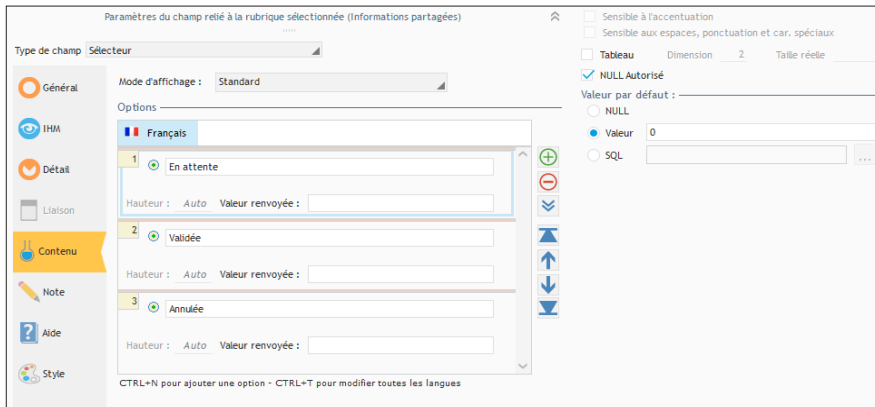 Paramètres du champ relié à la rubrique sélectionnée (Informations partagées)
Type de champ Sélecteur
Général
IHM
Détail
Liaison
Contenu
Note
Aide
Style
Mode d'affichage : Standard
Options
Français
1 En attente
Hauteur : Auto Valeur renvoyée :
2 Validée
Hauteur : Auto Valeur renvoyée :
3 Annulée
Hauteur : Auto Valeur renvoyée :
CTRL+N pour ajouter une option - CTRL+T pour modifier toutes les langues
Sensible à l'accentuation
Sensible aux espaces, ponctuation et car. spéciaux
Tableau Dimension 2 Taille réelle
NULL Autorisé
Valeur par défaut :
NULL
Valeur 0
SQL ...